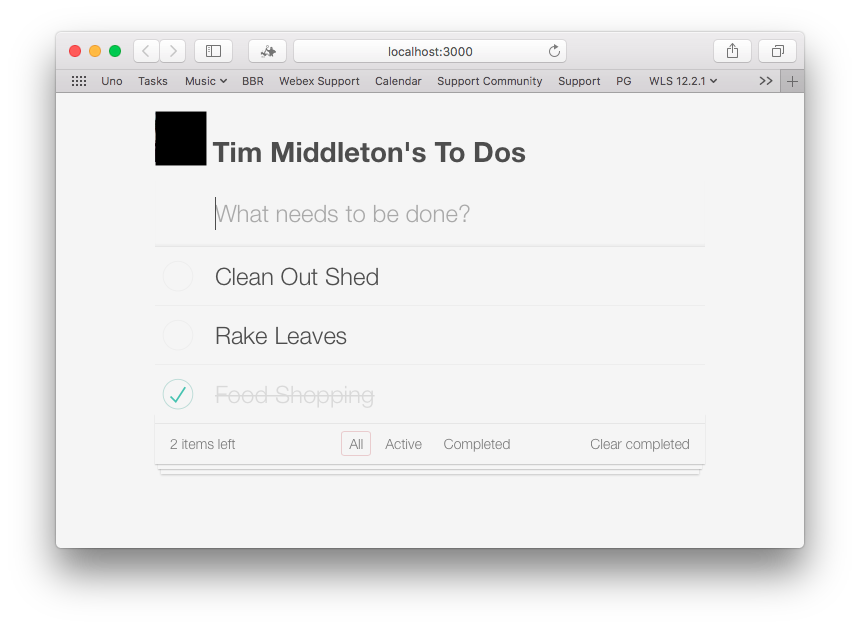 localhost:3000
Uno Tasks Music BBR Webex Support Calendar Support Community Support PG WLS 12.2.1
Tim Middleton's To Dos
What needs to be done?
Clean Out Shed
Rake Leaves
Food Shopping
2 items left All Active Completed Clear completed